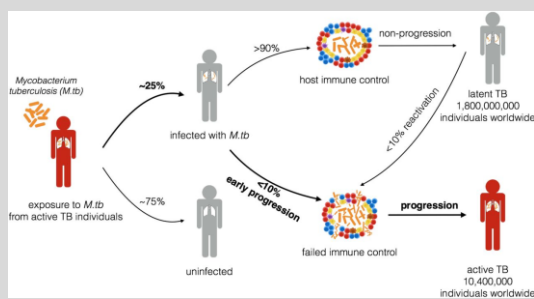 Mycobacterium
tuberculosis (M.tb)
exposure to M.tb
from active TB individuals
~25%
~75%
infected with M.tb
uninfected
>90%
<10%
early progression
host immune control
failed immune control
non-progression
<10% reactivation
progression
latent TB
1,800,000,000
individuals worldwide
active TB
10,400,000
individuals worldwide